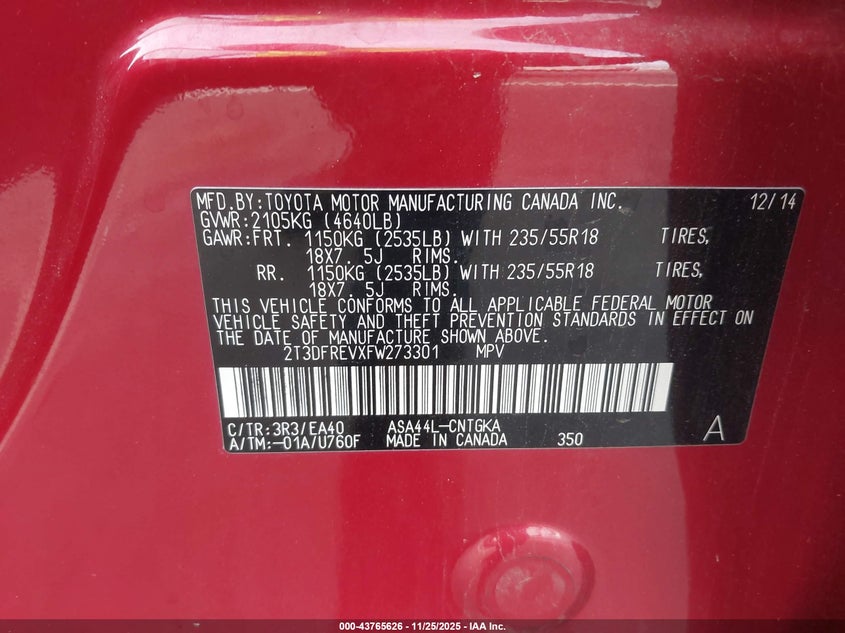 MFD.BY:TOYOTA MOTOR MANUFACTURING CANADA INC. 12/14
GVWR:2105KG (4640LB)
GAWR:FRT. 1150KG (2535LB) WITH 235/55R18 TIRES,
18X7. 5J RIMS.
RR. 1150KG (2535LB) WITH 235/55R18 TIRES,
18X7. 5J RIMS.
THIS VEHICLE CONFORMS TO ALL APPLICABLE FEDERAL MOTOR
VEHICLE SAFETY AND THEFT PREVENTION STANDARDS IN EFFECT ON
THE DATE OF MANUFACTURE SHOWN ABOVE.
2T3DFREVXFW273301 MPV
C/TR:3R3/EA40 ASA44L-CNTGKA
A/TM:-01A/U760F MADE IN CANADA 350 A
000-43765626 - 11/25/2025 - IAA Inc.